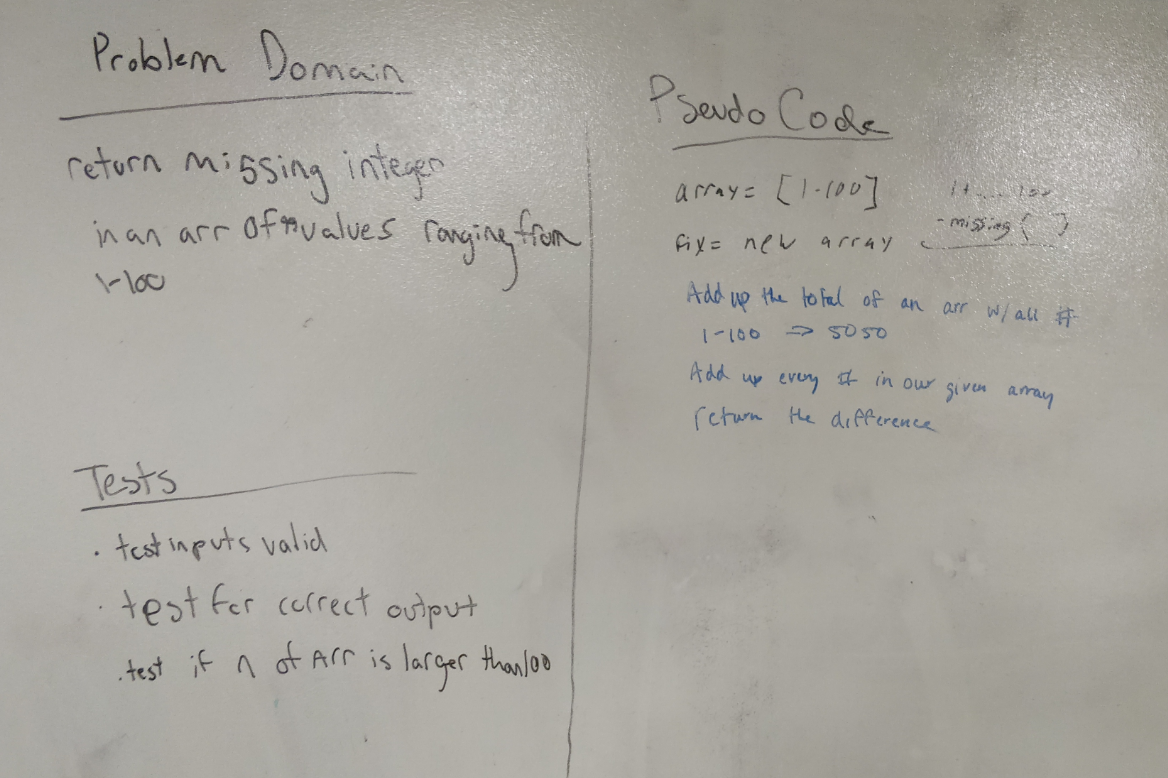 Problem Domain
return missing integer
in an arr of "n" values ranging from
1-100
Tests
. test inputs valid
. test for correct output
. test if n of Arr is larger than 100
Pseudo Code
array = [1-100]
1+ .... 100
fix = new array
- missing ( )
Add up the total of an arr w/ all #
1-100 => 5050
Add up every # in our given array
return the difference